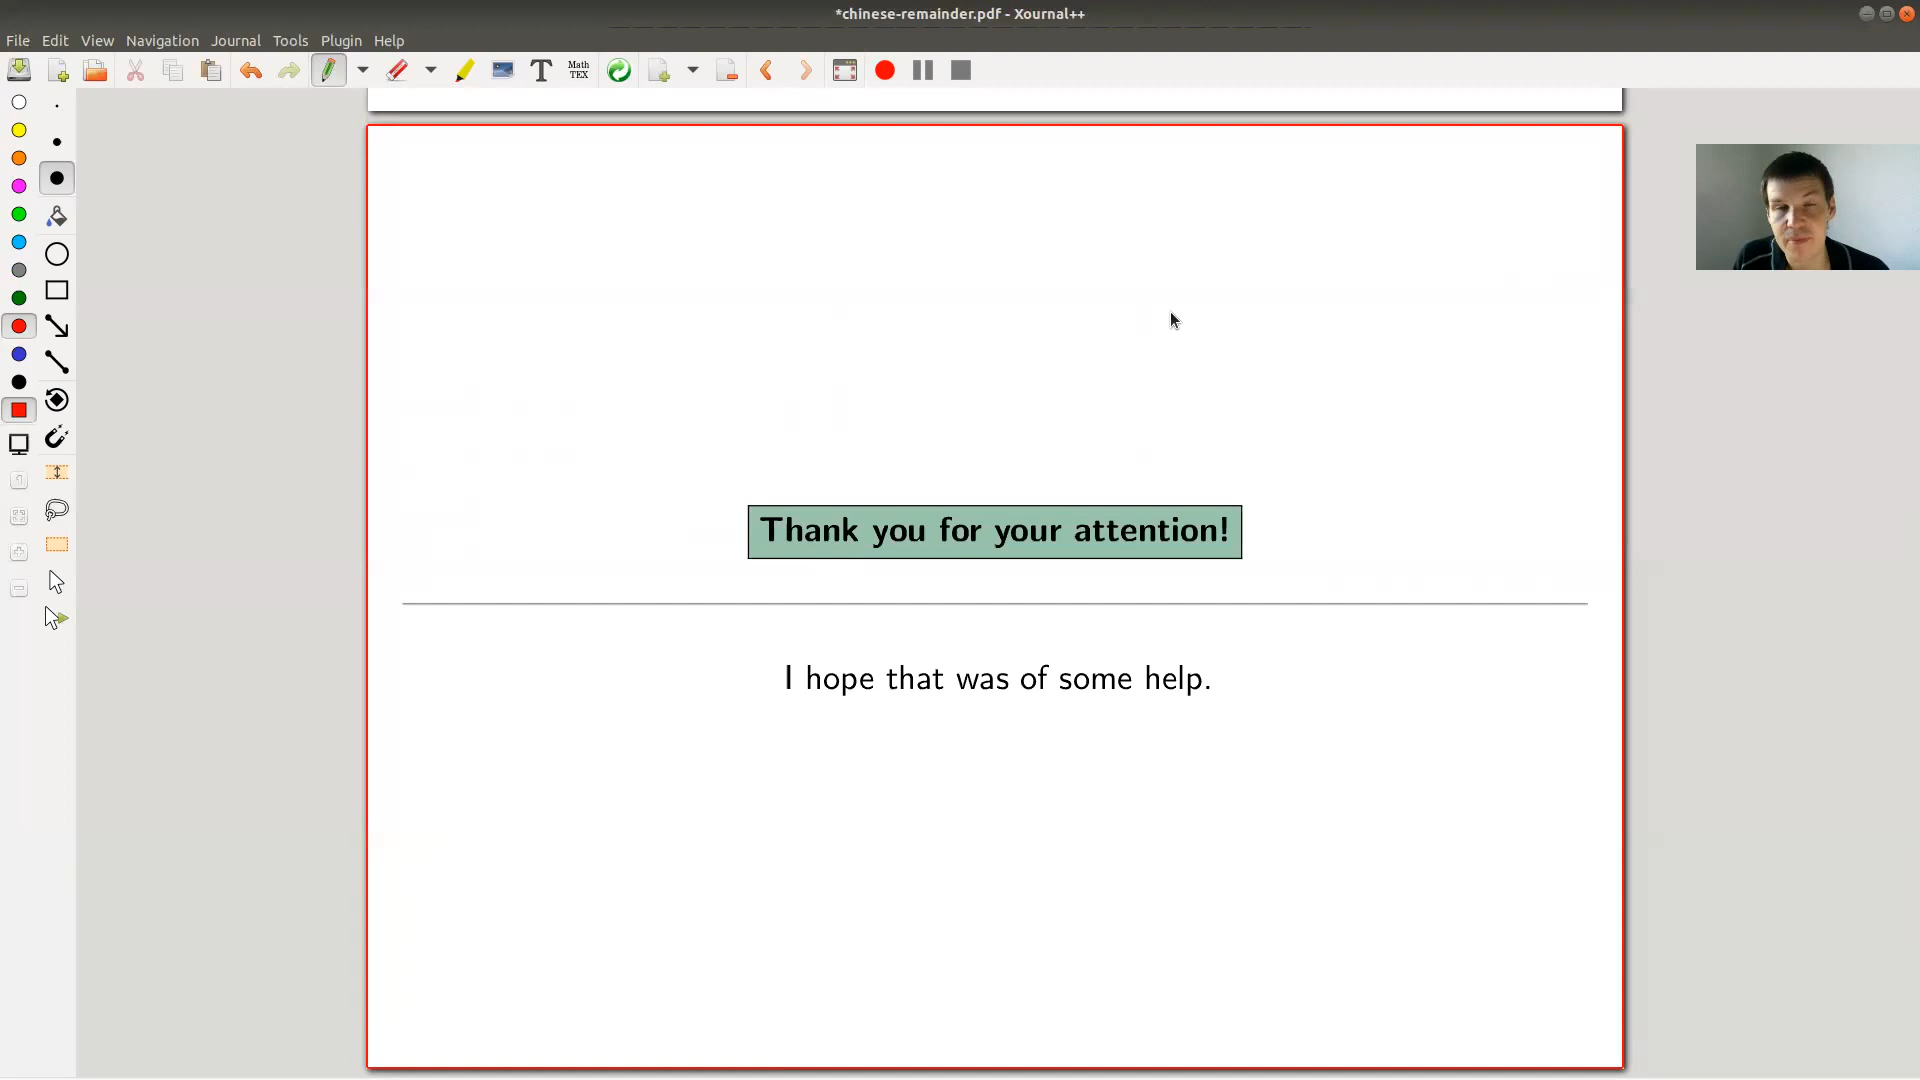 *chinese-remainder.pdf - Xournal++
File Edit View Navigation Journal Tools Plugin Help
Math
TEX
Thank you for your attention!
I hope that was of some help.